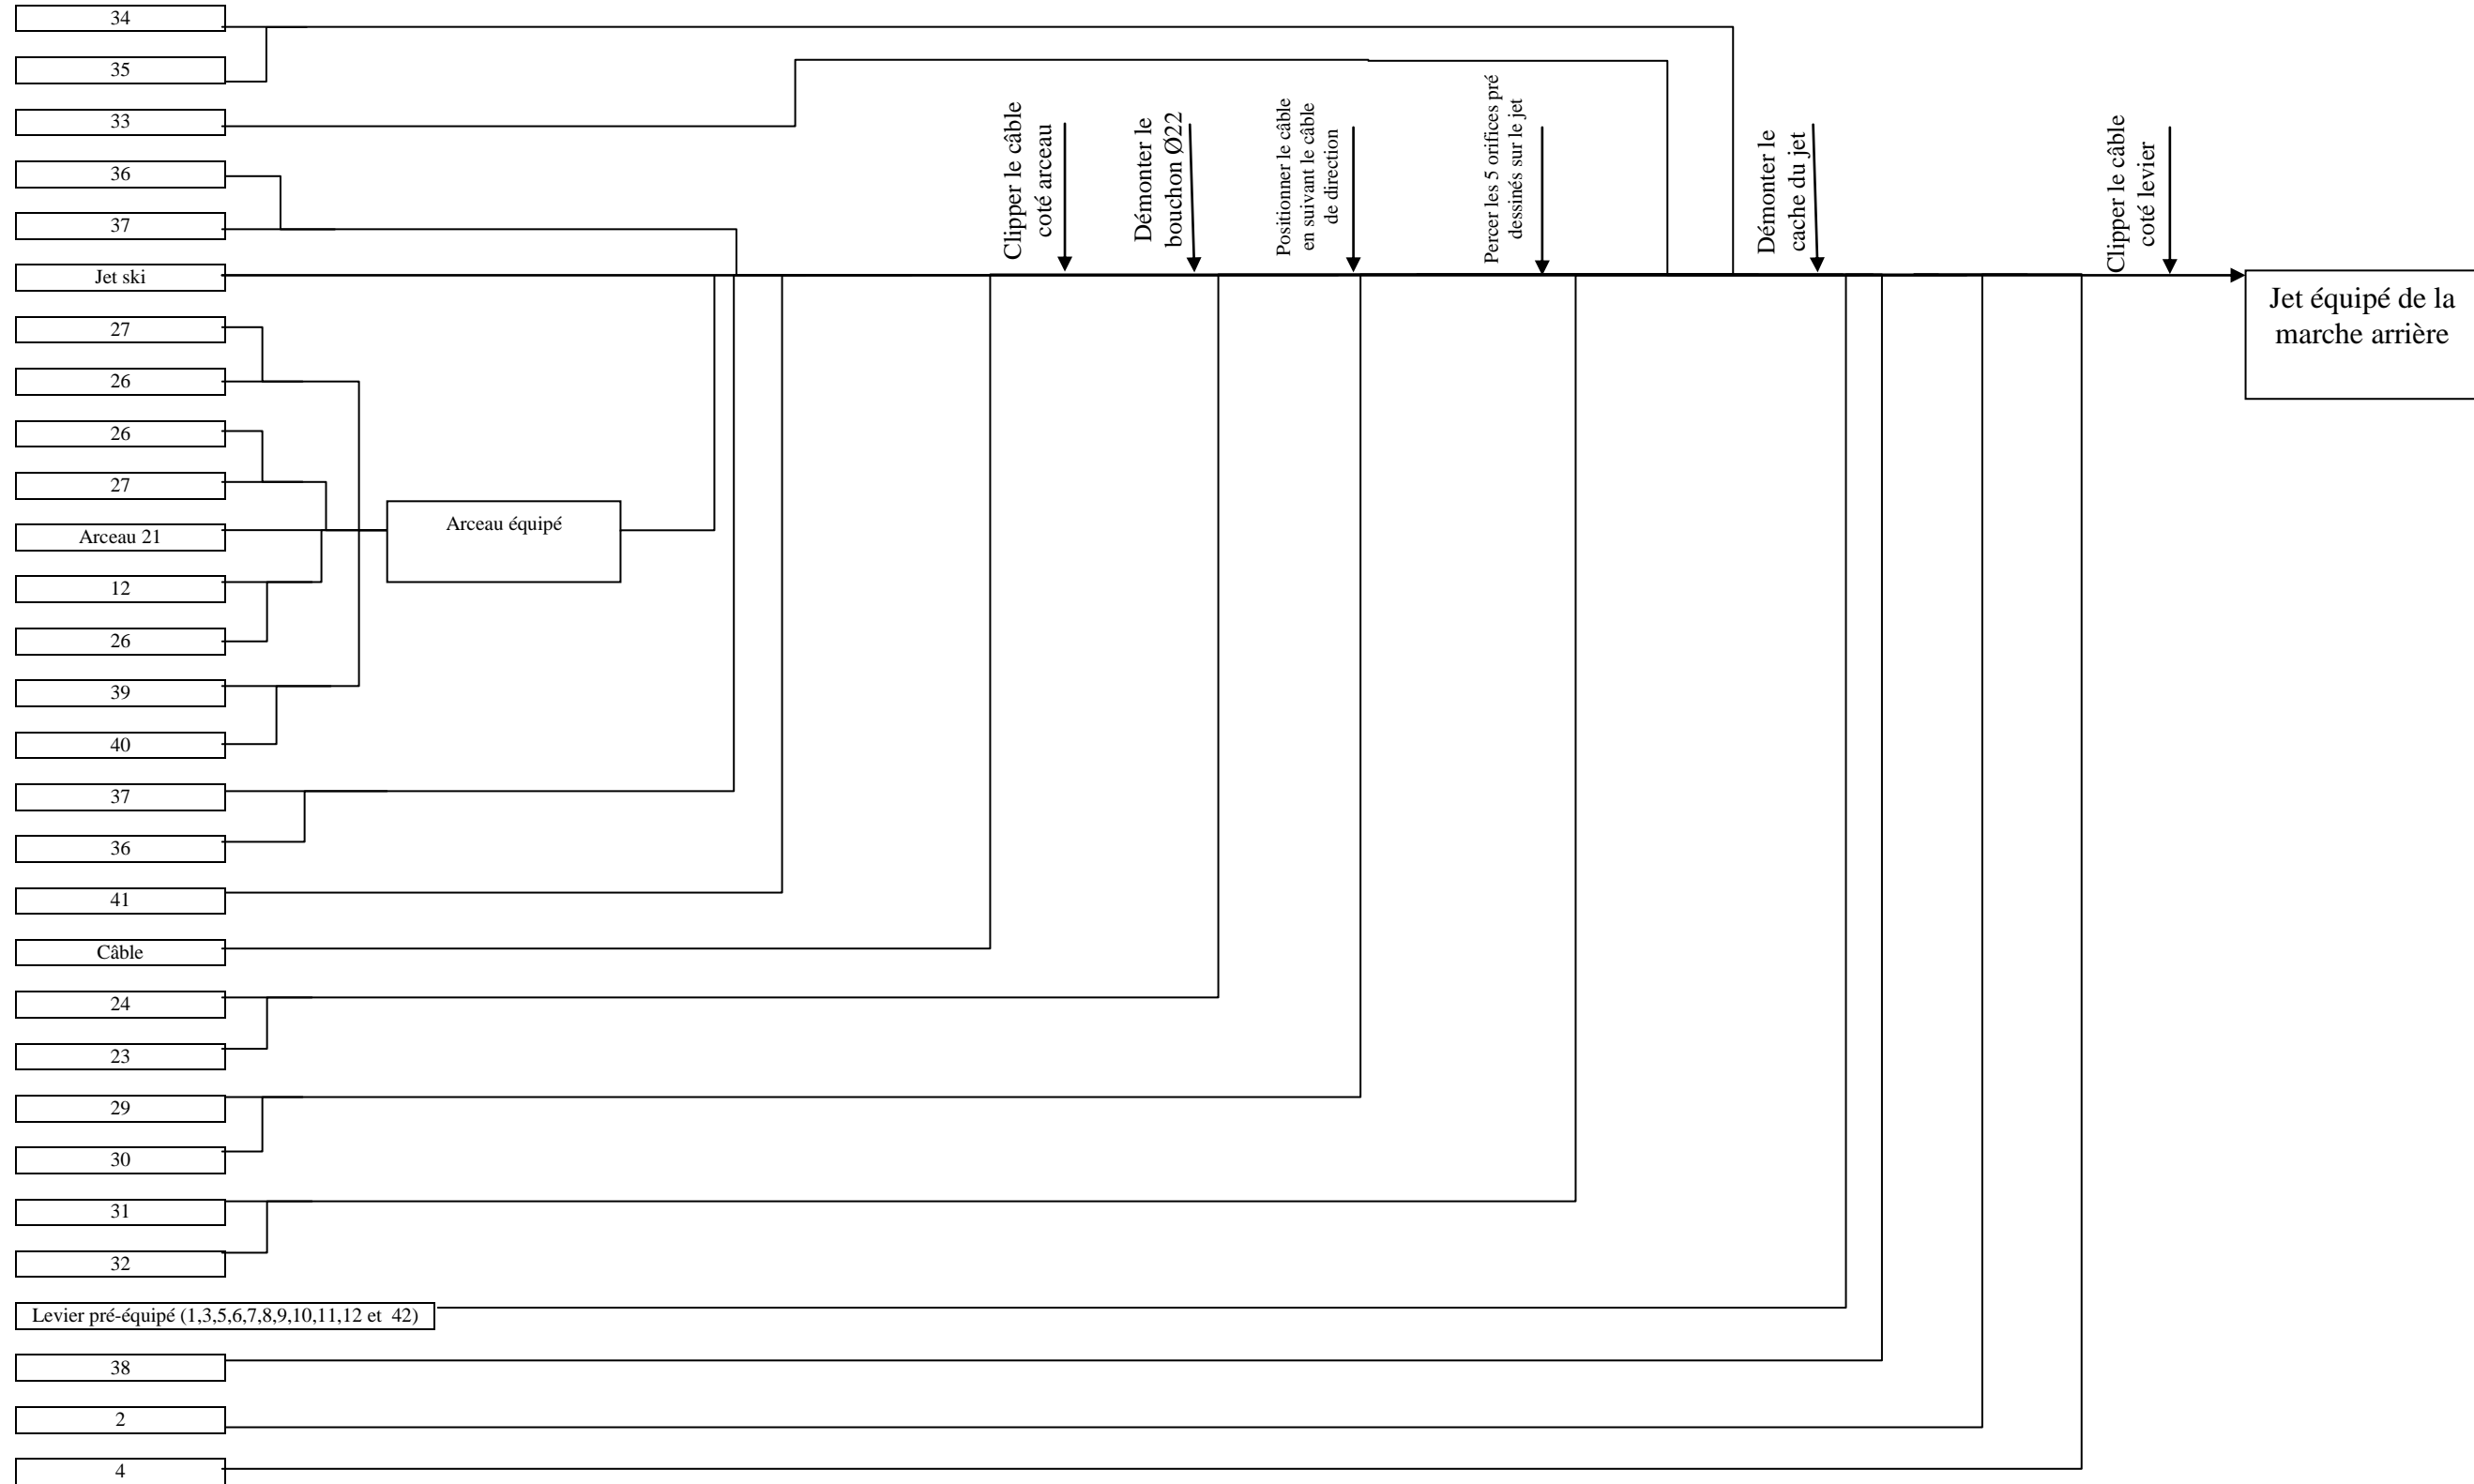 34
35
33
36
37
Jet ski
27
26
26
27
Arceau 21
12
26
39
40
37
36
41
Câble
24
23
29
30
31
32
Levier pré-équipé (1,3,5,6,7,8,9,10,11,12 et  42)
38
2
4
Arceau équipé
Clipper le câble
coté arceau
Démonter le
bouchon Ø22
Positionner le câble
en suivant le câble
de direction
Percer les 5 orifices pré
dessinés sur le jet
Démonter le
cache du jet
Clipper le câble
coté levier
Jet équipé de la
marche arrière